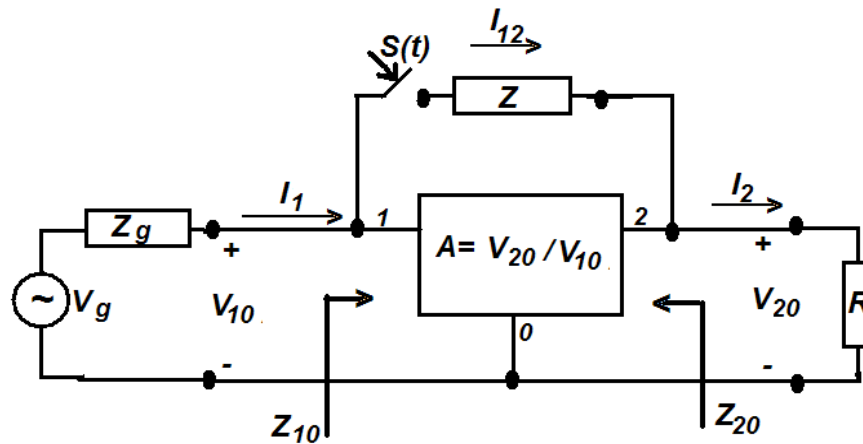 S(t)
I12
Z
I1
1
2
I2
Zg
+
A= V20 /V10
+
~
Vg
V10
V20
R
0
-
-
Z10
Z20